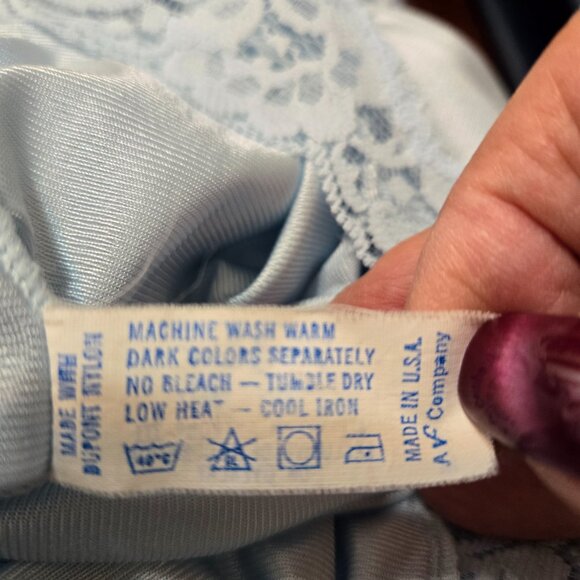 MADE WITH
DUPONT NYLON
MACHINE WASH WARM
DARK COLORS SEPARATELY
NO BLEACH — TUMBLE DRY
LOW HEAT — COOL IRON
40°C
MADE IN U.S.A.
A VF Company